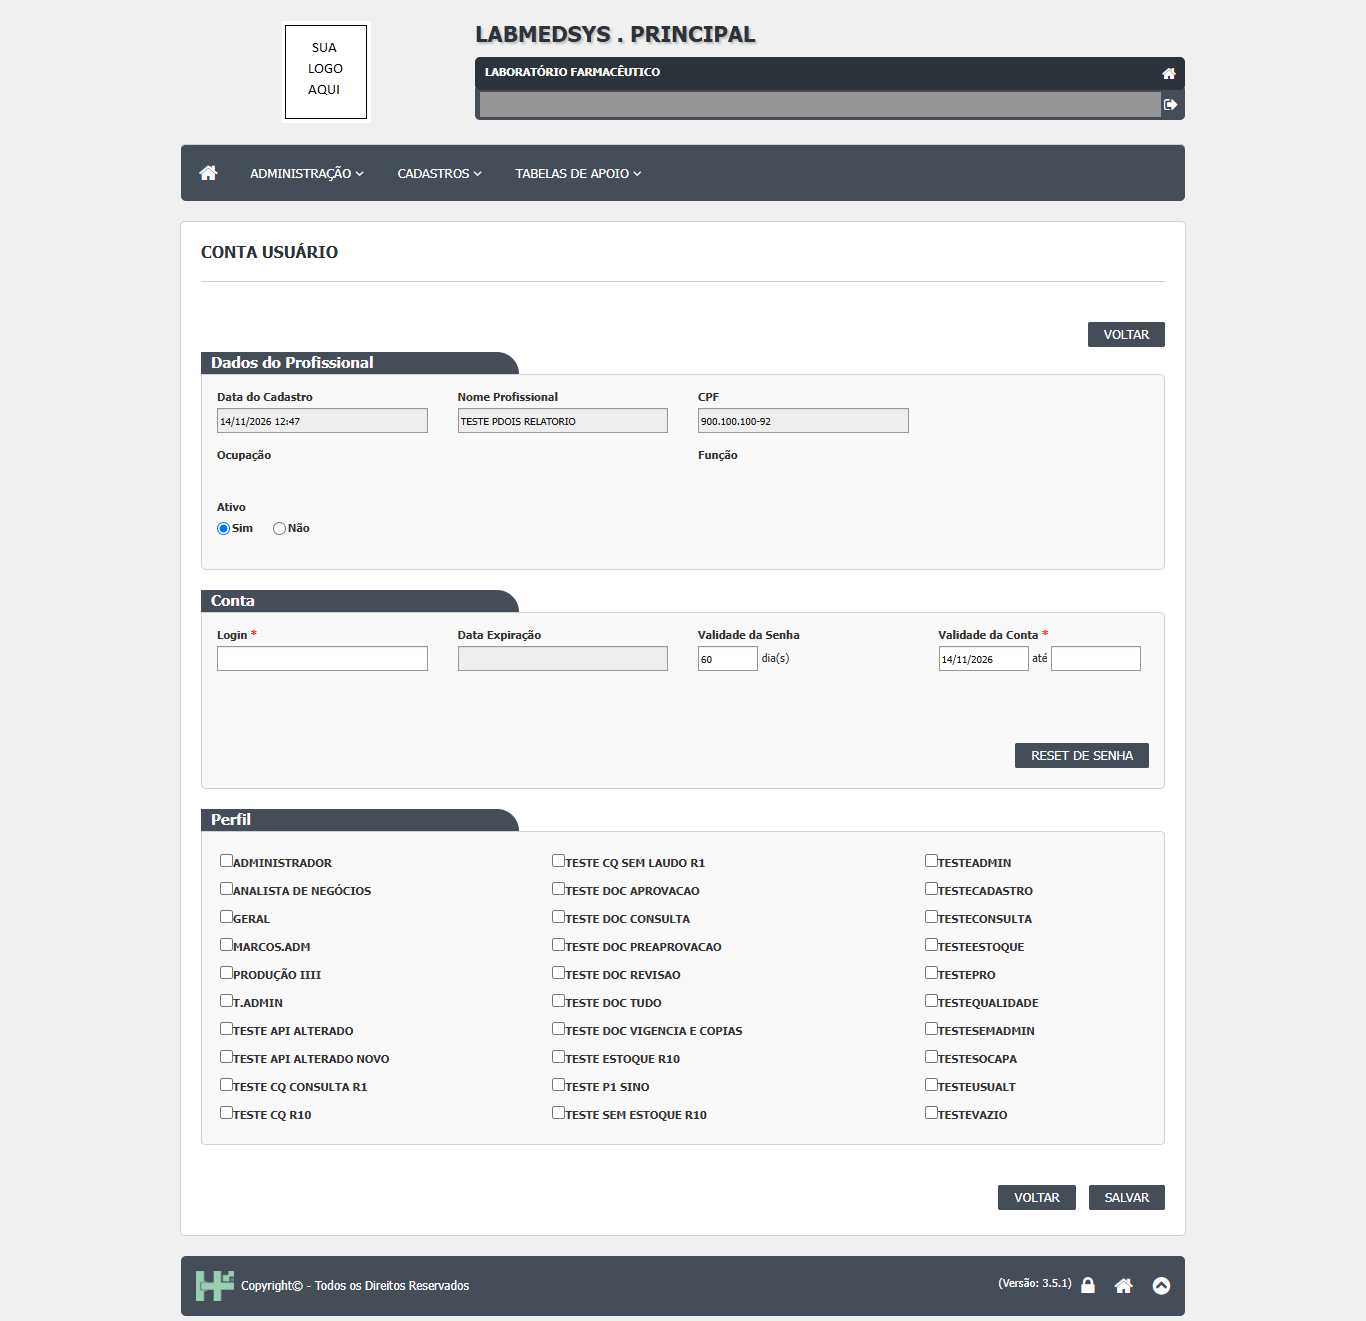 SUA
LOGO
AQUI
LABMEDSYS . PRINCIPAL
LABORATÓRIO FARMACÊUTICO
ADMINISTRAÇÃO CADASTROS TABELAS DE APOIO
CONTA USUÁRIO
VOLTAR
Dados do Profissional
Data do Cadastro Nome Profissional CPF
14/11/2026 12:47 TESTE PDOIS RELATORIO 900.100.100-92
Ocupação Função
Ativo
Sim Não
Conta
Login * Data Expiração Validade da Senha Validade da Conta *
60 dia(s) 14/11/2026 até
RESET DE SENHA
Perfil
ADMINISTRADOR TESTE CQ SEM LAUDO R1 TESTEADMIN
ANALISTA DE NEGÓCIOS TESTE DOC APROVACAO TESTECADASTRO
GERAL TESTE DOC CONSULTA TESTECONSULTA
MARCOS.ADM TESTE DOC PREAPROVACAO TESTEESTOQUE
PRODUÇÃO IIII TESTE DOC REVISAO TESTEPRO
T.ADMIN TESTE DOC TUDO TESTEQUALIDADE
TESTE API ALTERADO TESTE DOC VIGENCIA E COPIAS TESTESEMADMIN
TESTE API ALTERADO NOVO TESTE ESTOQUE R10 TESTESOCAPA
TESTE CQ CONSULTA R1 TESTE P1 SINO TESTEUSUALT
TESTE CQ R10 TESTE SEM ESTOQUE R10 TESTEVAZIO
VOLTAR SALVAR
Copyright© - Todos os Direitos Reservados (Versão: 3.5.1)